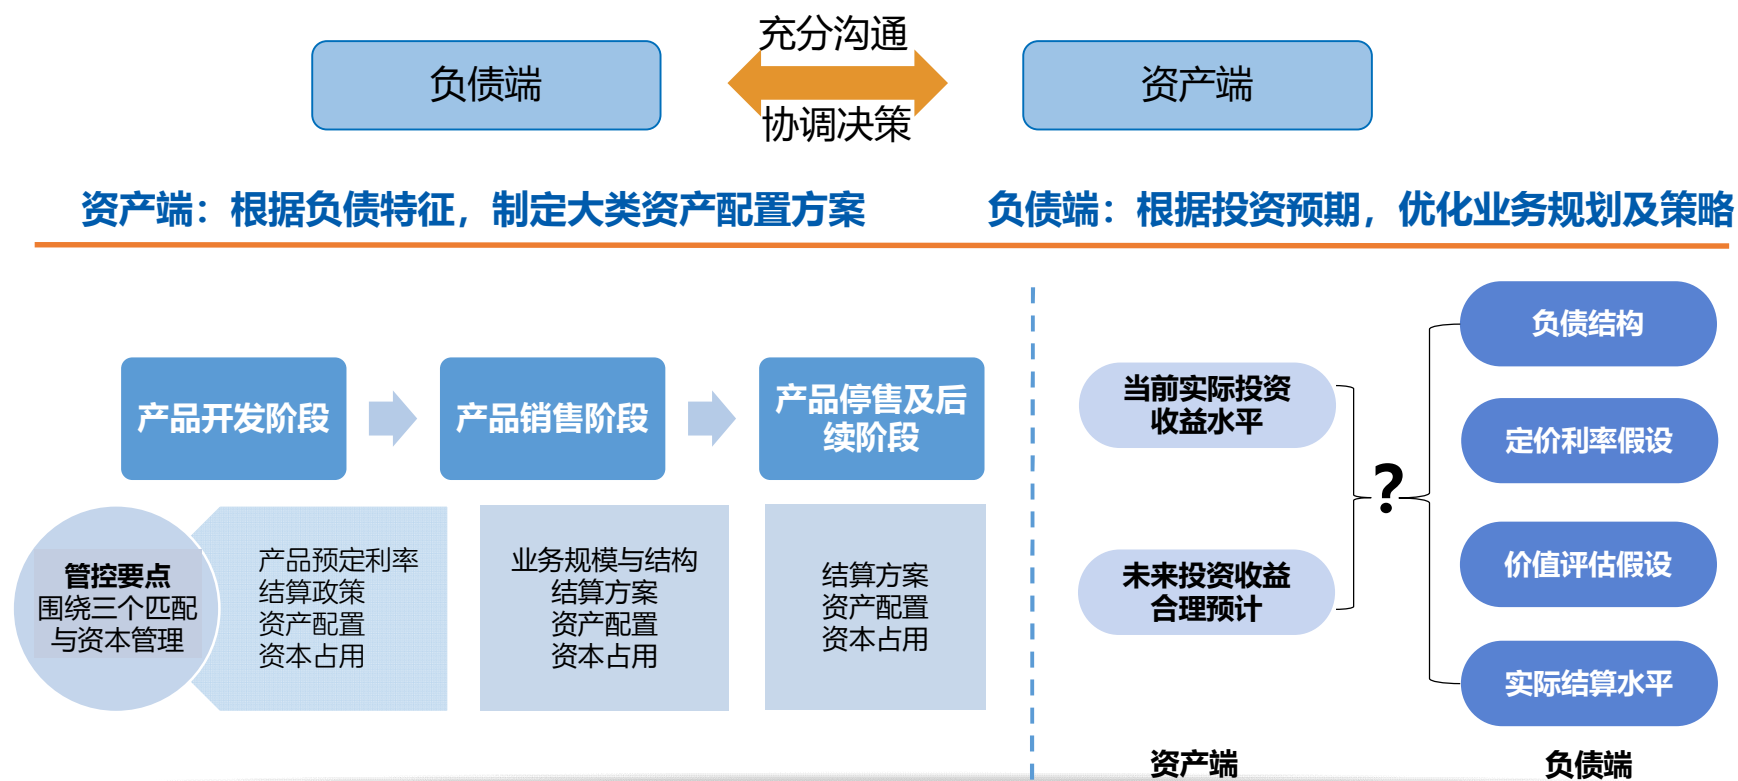 充分沟通
负债端
资产端
协调决策
资产端：根据负债特征，制定大类资产配置方案
负债端：根据投资预期，优化业务规划及策略
产品开发阶段
产品销售阶段
产品停售及后
续阶段
管控要点
围绕三个匹配
与资本管理
产品预定利率
结算政策
资产配置
资本占用
业务规模与结构
结算方案
资产配置
资本占用
结算方案
资产配置
资本占用
当前实际投资
收益水平
未来投资收益
合理预计
?
负债结构
定价利率假设
价值评估假设
实际结算水平
资产端
负债端